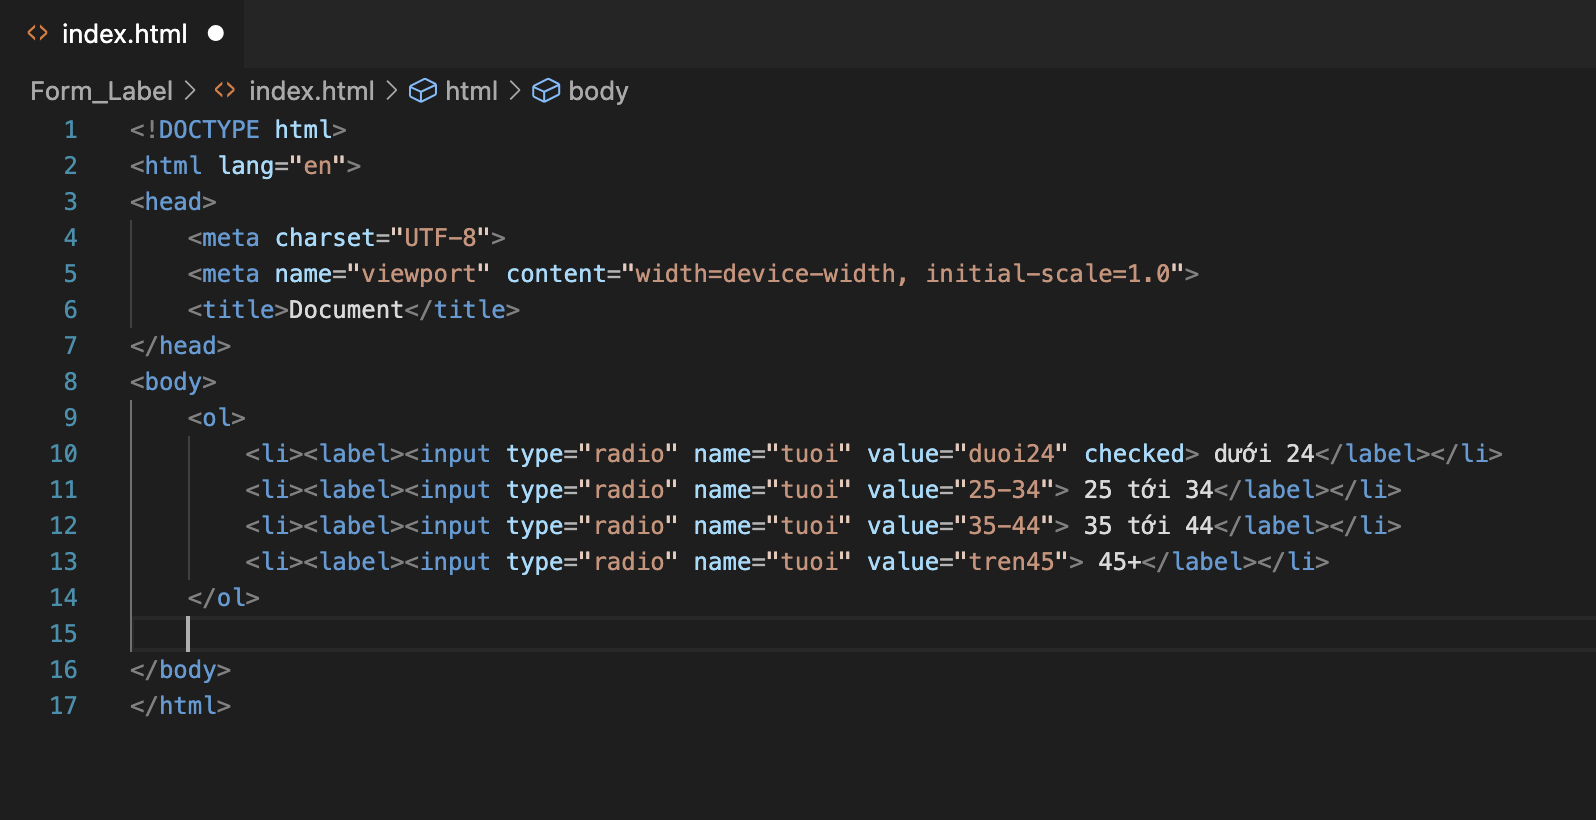 index.html
Form_Label > index.html > html > body
1 <!DOCTYPE html>
2 <html lang="en">
3 <head>
4     <meta charset="UTF-8">
5     <meta name="viewport" content="width=device-width, initial-scale=1.0">
6     <title>Document</title>
7 </head>
8 <body>
9     <ol>
10         <li><label><input type="radio" name="tuoi" value="duoi24" checked> dưới 24</label></li>
11         <li><label><input type="radio" name="tuoi" value="25-34"> 25 tới 34</label></li>
12         <li><label><input type="radio" name="tuoi" value="35-44"> 35 tới 44</label></li>
13         <li><label><input type="radio" name="tuoi" value="tren45"> 45+</label></li>
14     </ol>
15
16 </body>
17 </html>